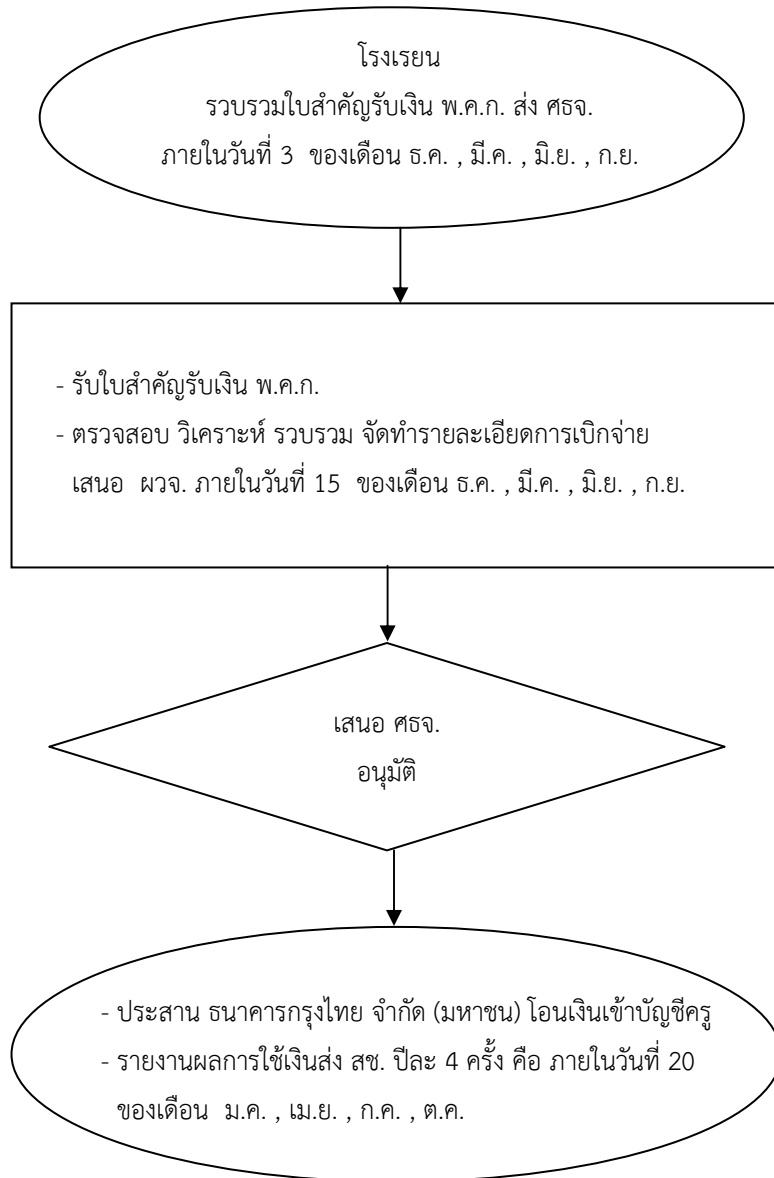 โรงเรยน
รวบรวมใบสำคัญรับเงิน พ.ค.ก. ส่ง ศธจ.
ภายในวันที่ 3 ของเดือน ธ.ค. , มี.ค. , มิ.ย. , ก.ย.
- รับใบสำคัญรับเงิน พ.ค.ก.
- ตรวจสอบ วิเคราะห์ รวบรวม จัดทำรายละเอียดการเบิกจ่าย
เสนอ ผวจ. ภายในวันที่ 15 ของเดือน ธ.ค. , มี.ค. , มิ.ย. , ก.ย.
เสนอ ศธจ.
อนุมัติ
- ประสาน ธนาคารกรุงไทย จำกัด (มหาชน) โอนเงินเข้าบัญชีครู
- รายงานผลการใช้เงินส่ง สช. ปีละ 4 ครั้ง คือ ภายในวันที่ 20
ของเดือน ม.ค. , เม.ย. , ก.ค. , ต.ค.